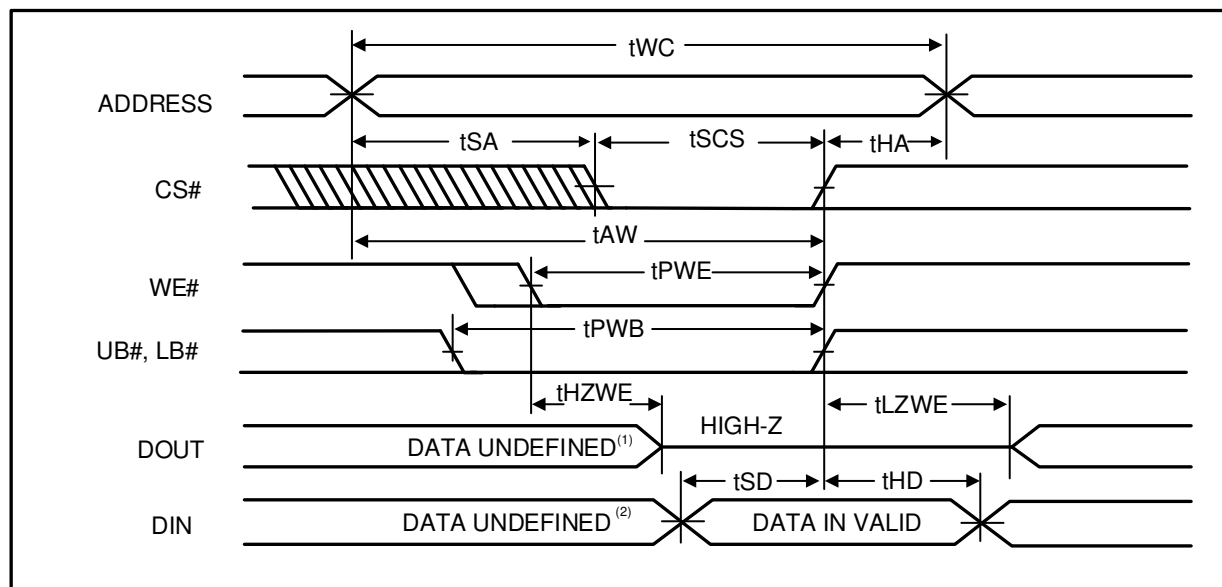 tWC
ADDRESS
tSA
tSCS
tHA
CS#
tAW
WE#
tPWE
tPWB
UB#, LB#
tHZWE
tLZWE
HIGH-Z
DOUT
DATA UNDEFINED(1)
tSD
tHD
DIN
DATA UNDEFINED (2)
DATA IN VALID